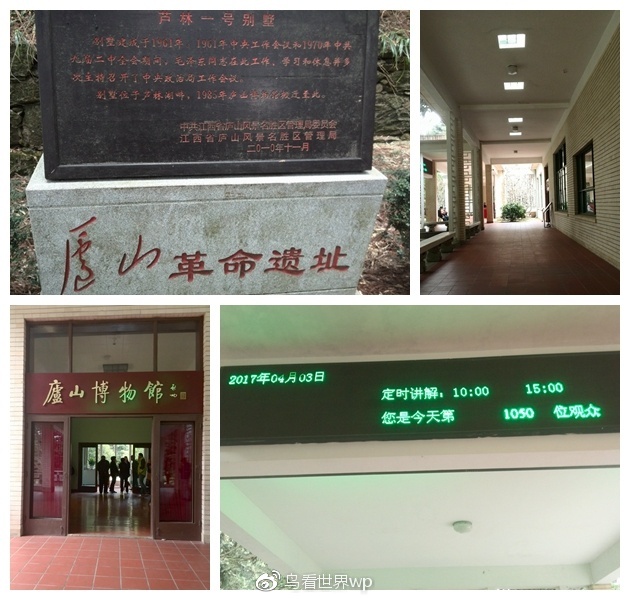 芦林一号别墅
别墅建成于1961年 1961年中央工作会议和1970年中共
九届二中全会期间，毛泽东同志在此工作、学习和休息并多
次主持召开了中央政治局工作会议。
别墅位于芦林湖畔，1985年庐山博物馆迁至此。
中共江西省庐山风景名胜区管理局委员会
江西省庐山风景名胜区管理局
二〇一〇年十一月
廬山革命遗址
廬山博物館
2017年04月03日
定时讲解：10:00 15:00
您是今天第 1050 位观众
鸟看世界wp